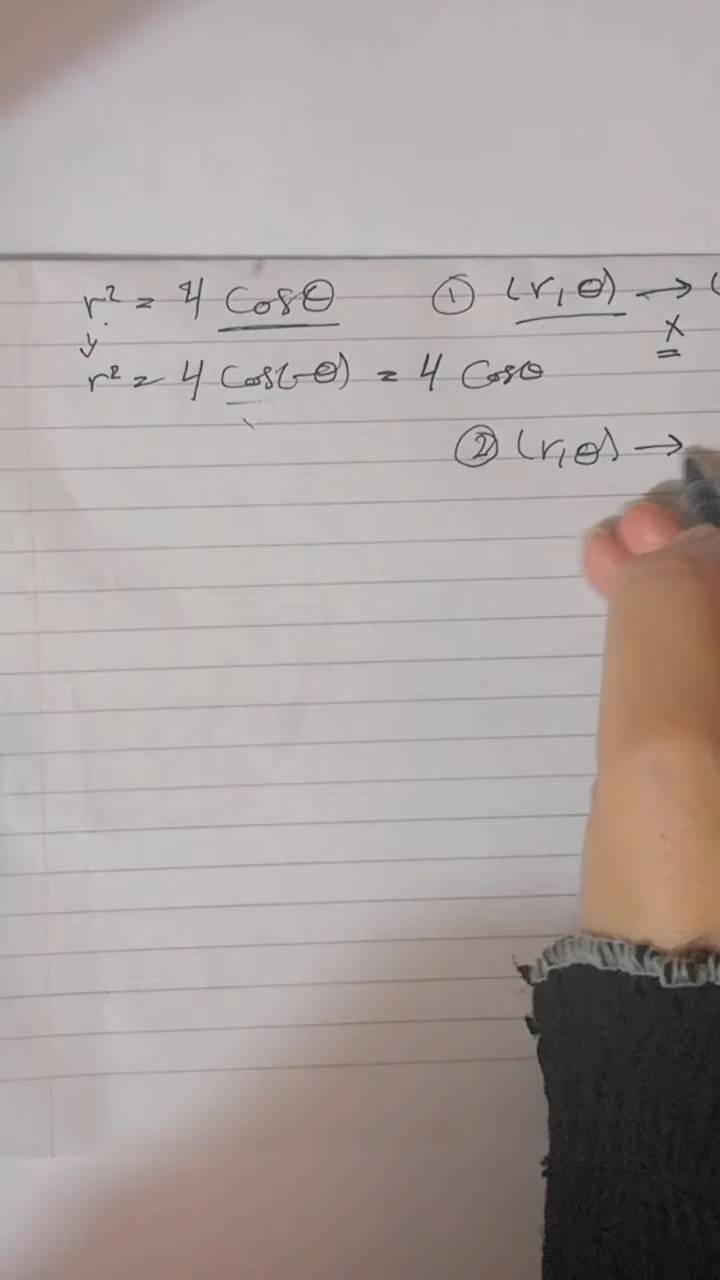 r² = 4 Cosθ ① (r, θ) → (
x
r² = 4 Cos(-θ) = 4 Cosθ
② (r, θ) →